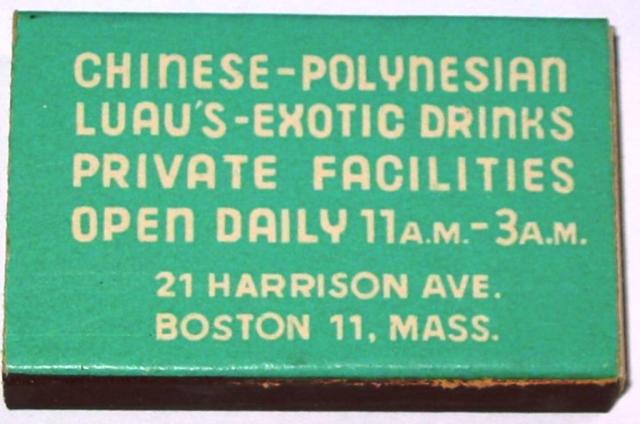 CHINESE-POLYNESIAN
LUAU'S-EXOTIC DRINKS
PRIVATE FACILITIES
OPEN DAILY 11A.M.-3A.M.
21 HARRISON AVE.
BOSTON 11, MASS.